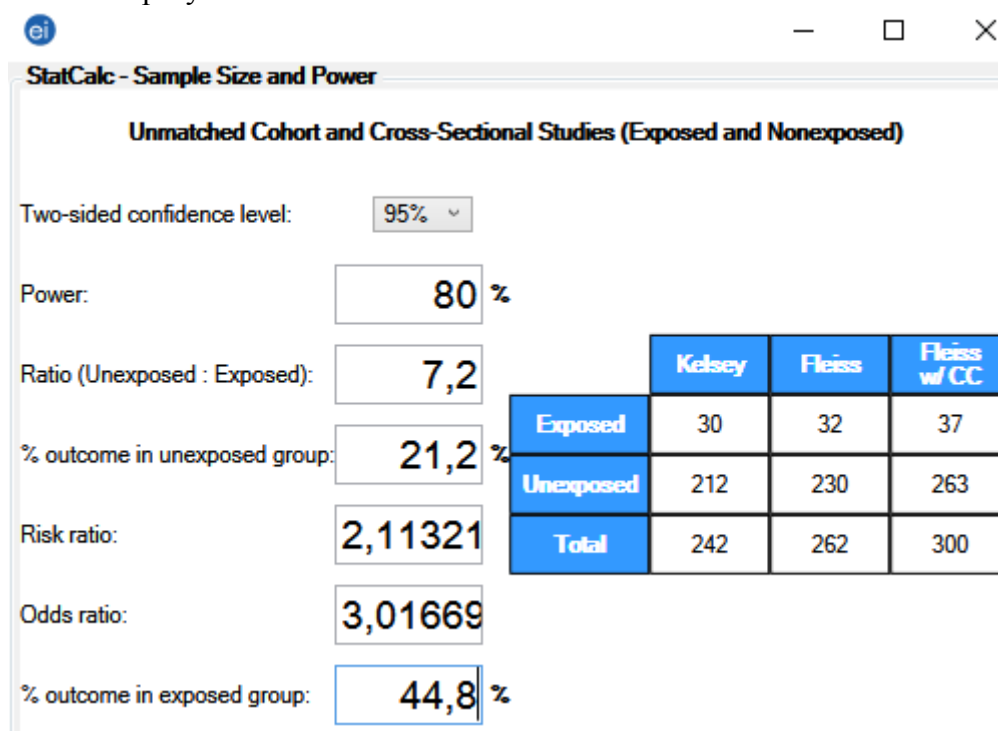 ei
StatCalc - Sample Size and Power
Unmatched Cohort and Cross-Sectional Studies (Exposed and Nonexposed)
Two-sided confidence level: 95%
Power: 80 %
Ratio (Unexposed : Exposed): 7,2
% outcome in unexposed group: 21,2 %
Risk ratio: 2,11321
Odds ratio: 3,01669
% outcome in exposed group: 44,8 %
Kelsey Fleiss Fleiss w/ CC
Exposed 30 32 37
Unexposed 212 230 263
Total 242 262 300